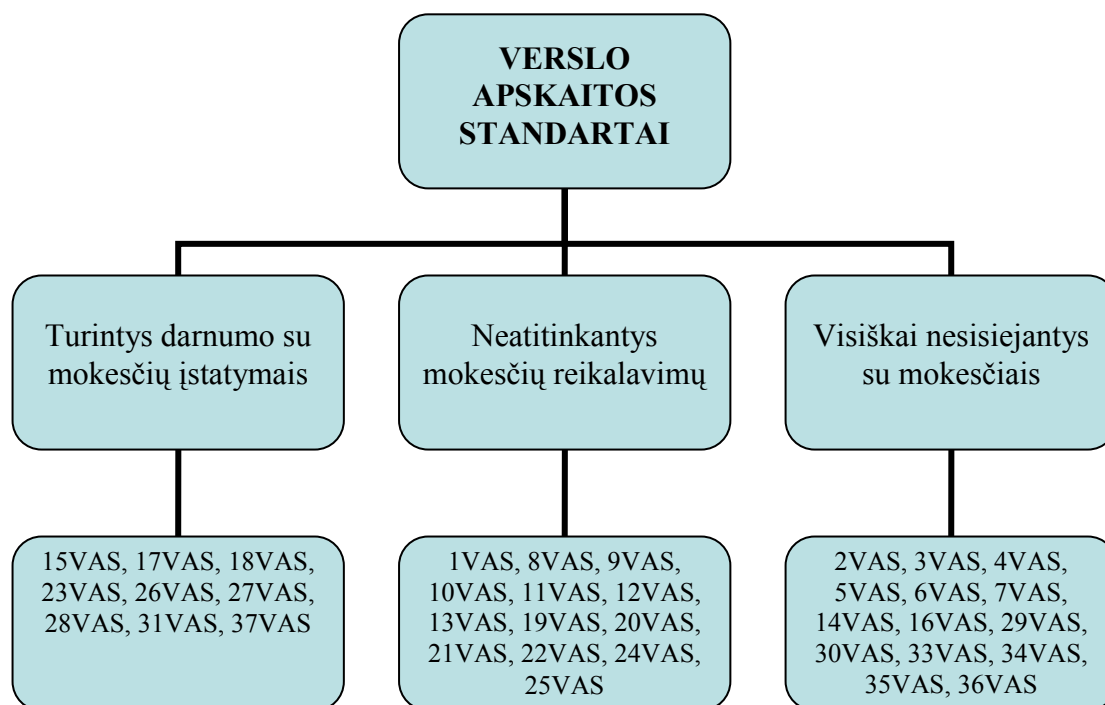 VERSLO
APSKAITOS
STANDARTAI
Turintys darnumo su
mokesčių įstatymais
Neatitinkantys
mokesčių reikalavimų
Visiškai nesisiejantys
su mokesčiais
15VAS, 17VAS, 18VAS,
23VAS, 26VAS, 27VAS,
28VAS, 31VAS, 37VAS
1VAS, 8VAS, 9VAS,
10VAS, 11VAS, 12VAS,
13VAS, 19VAS, 20VAS,
21VAS, 22VAS, 24VAS,
25VAS
2VAS, 3VAS, 4VAS,
5VAS, 6VAS, 7VAS,
14VAS, 16VAS, 29VAS,
30VAS, 33VAS, 34VAS,
35VAS, 36VAS